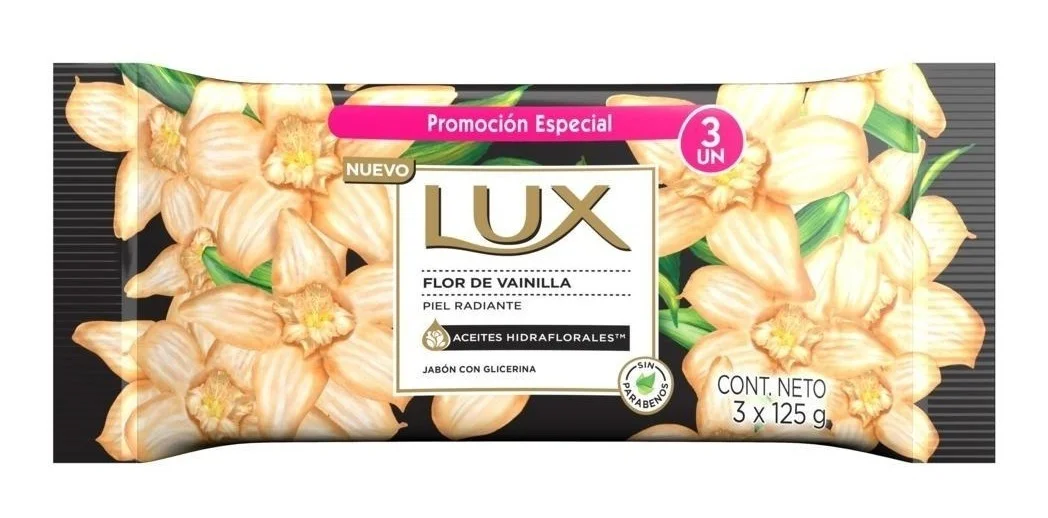 Promoción Especial
3
UN
NUEVO
LUX
FLOR DE VAINILLA
PIEL RADIANTE
ACEITES HIDRAFLORALES™
JABÓN CON GLICERINA
SIN
PARABENOS
CONT. NETO
3 x 125 g